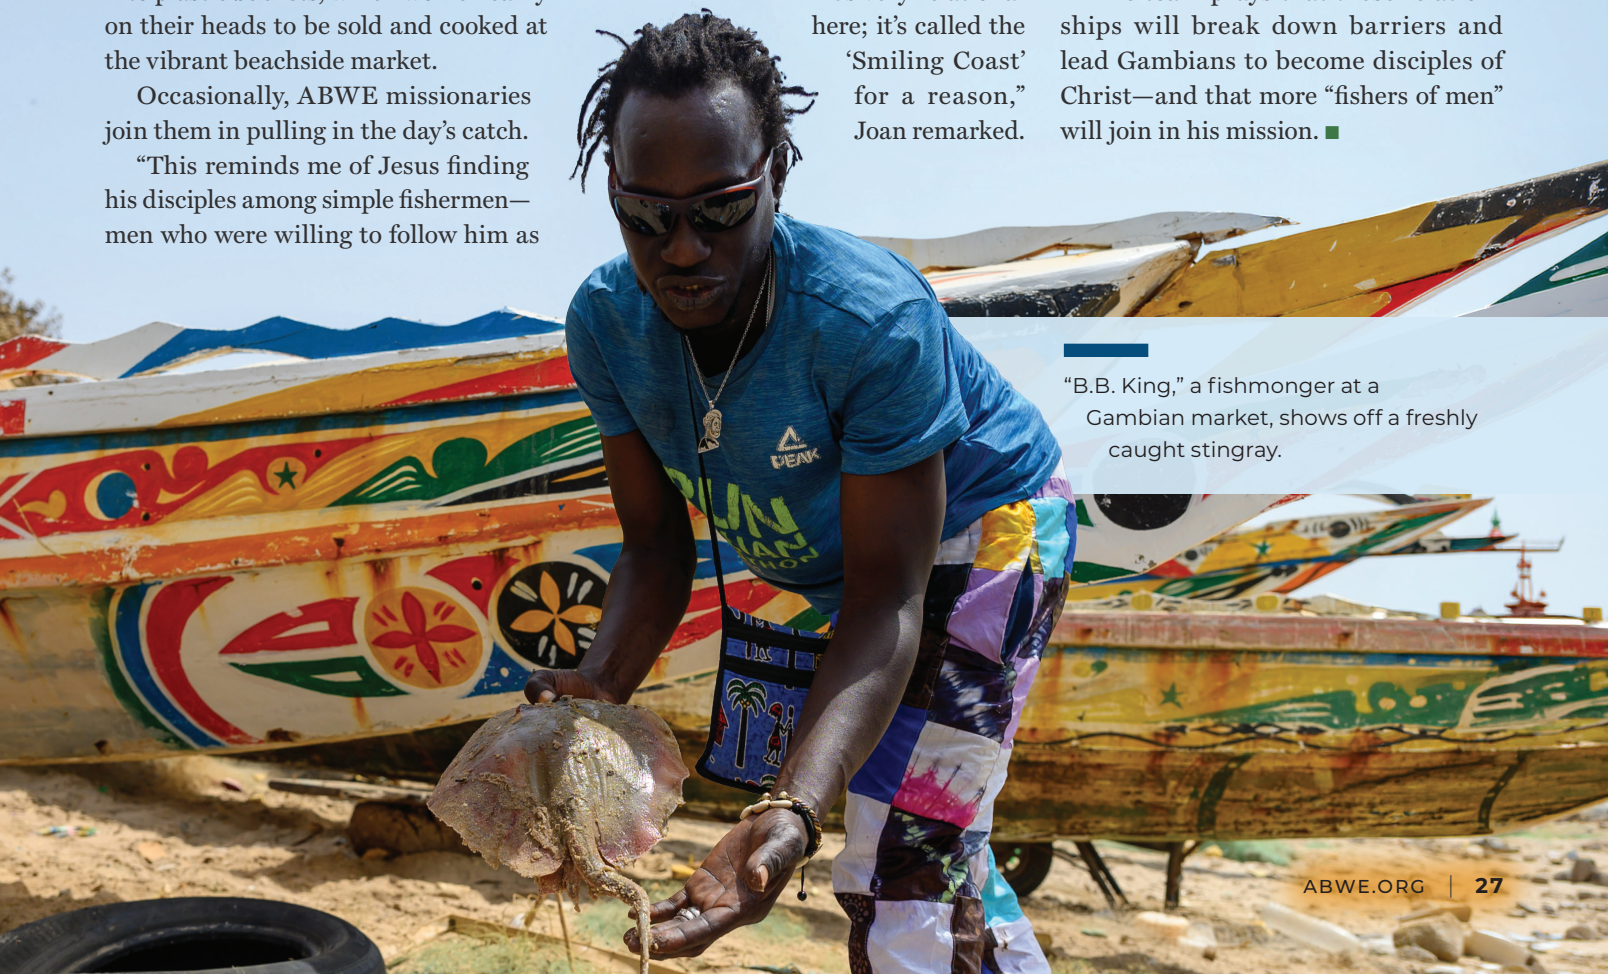 on their heads to be sold and cooked at
the vibrant beachside market.
Occasionally, ABWE missionaries
join them in pulling in the day’s catch.
“This reminds me of Jesus finding
his disciples among simple fishermen—
men who were willing to follow him as
here; it’s called the
‘Smiling Coast’
for a reason,”
Joan remarked.
ships will break down barriers and
lead Gambians to become disciples of
Christ—and that more “fishers of men”
will join in his mission. ■
“B.B. King,” a fishmonger at a
Gambian market, shows off a freshly
caught stingray.
PEAK
RUN
ABWE.ORG | 27